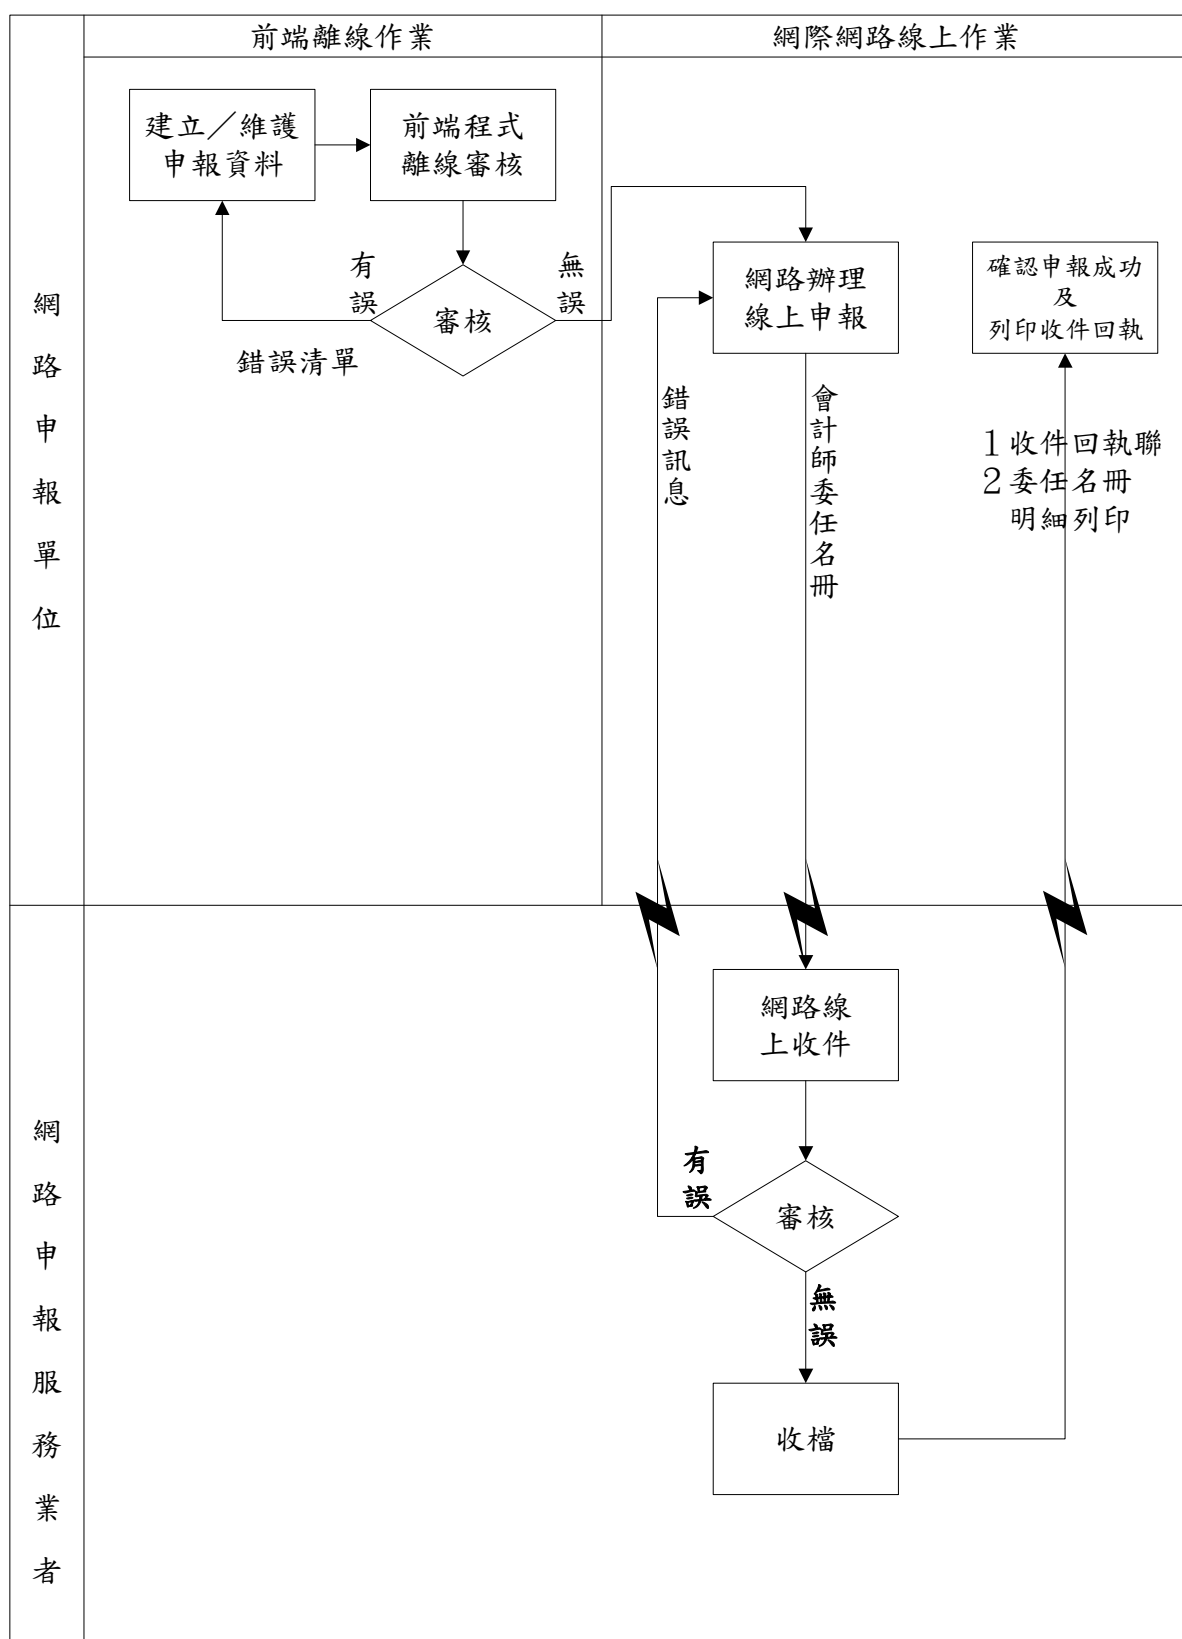 前端離線作業
網際網路線上作業
網路申報單位
建立／維護
申報資料
前端程式
離線審核
有誤
無誤
審核
錯誤清單
網路辦理
線上申報
確認申報成功
及
列印收件回執
錯誤訊息
會計師委任名冊
1收件回執聯
2委任名冊
明細列印
網路申報服務業者
網路線
上收件
有誤
審核
無誤
收檔